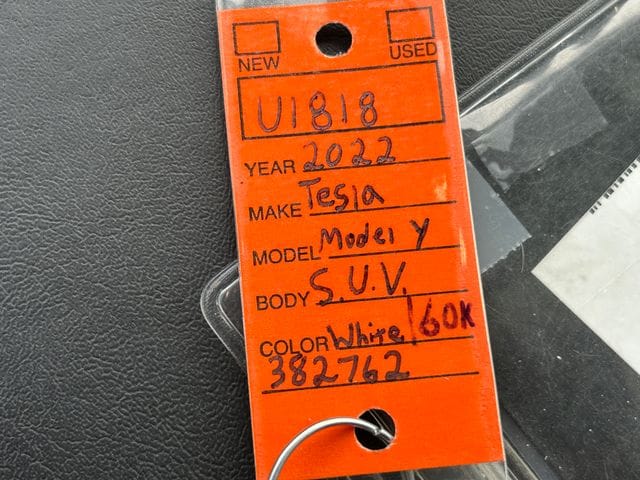 NEW USED
U1818
YEAR 2022
MAKE Tesla
MODEL Model Y
BODY S.U.V.
COLOR White/60K
382762